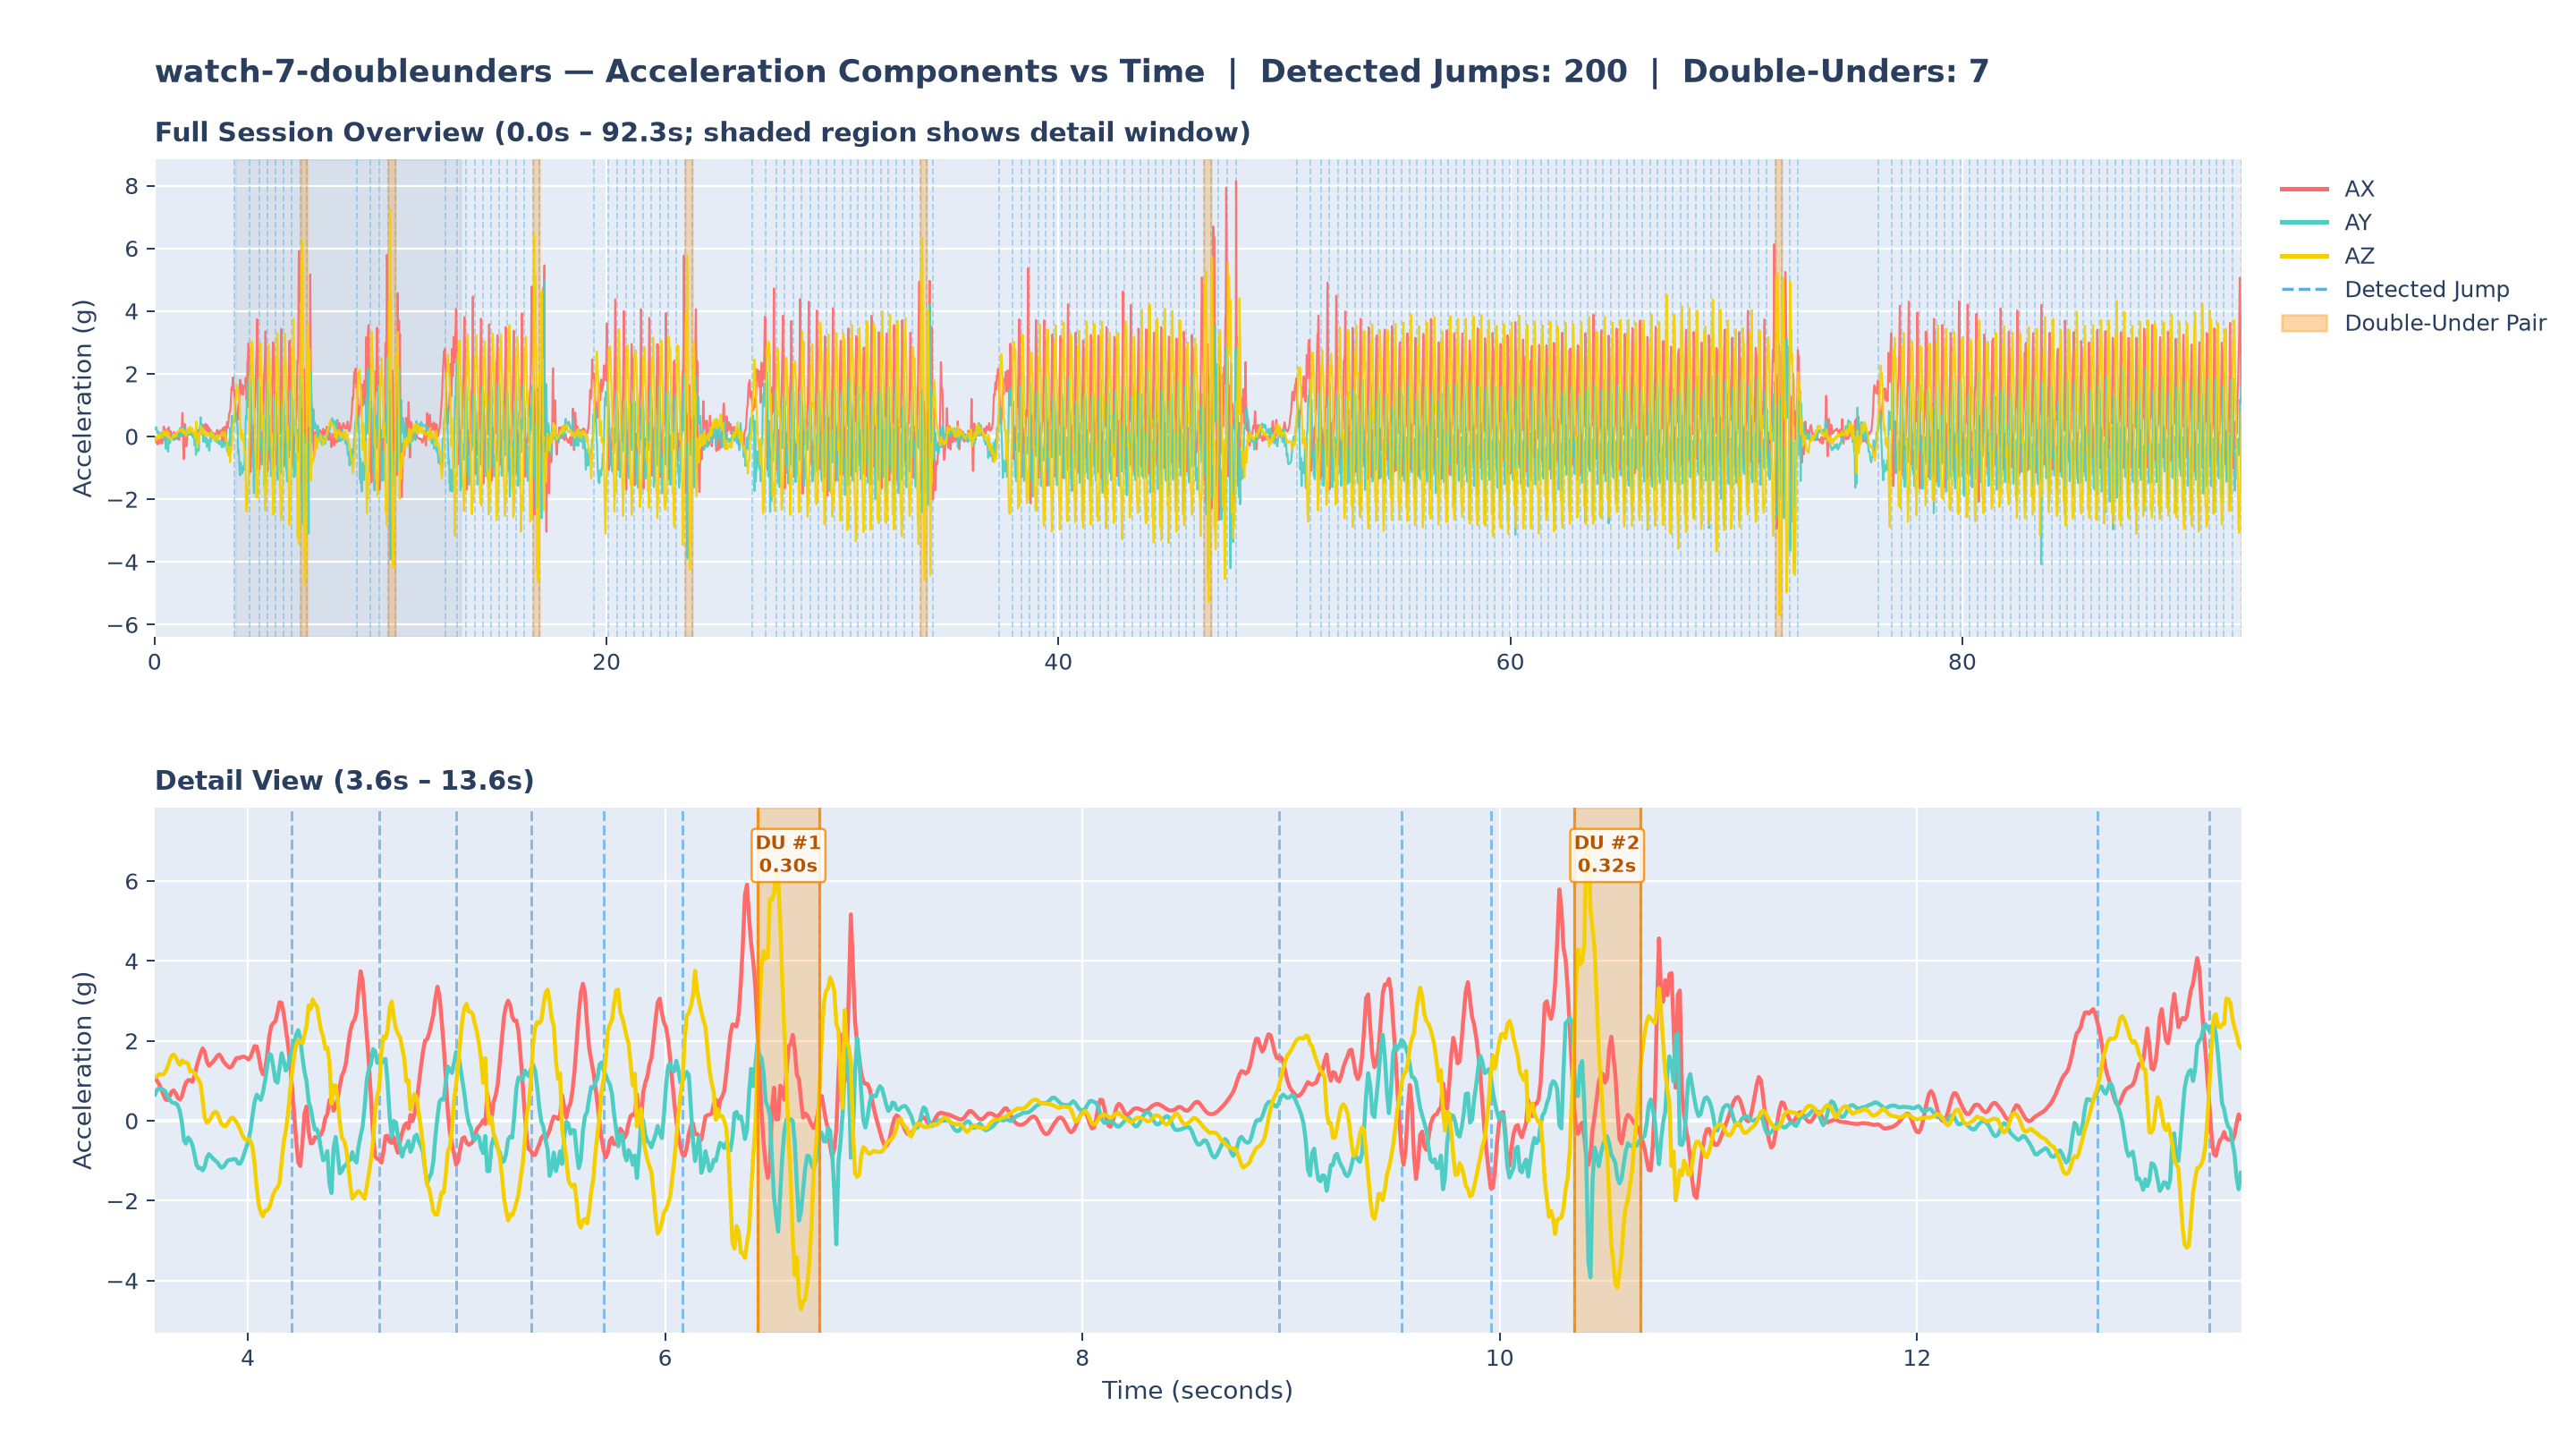 watch-7-doubleunders — Acceleration Components vs Time | Detected Jumps: 200 | Double-Unders: 7
Full Session Overview (0.0s – 92.3s; shaded region shows detail window)
Acceleration (g)
8
6
4
2
0
−2
−4
−6
0
20
40
60
80
AX
AY
AZ
Detected Jump
Double-Under Pair
Detail View (3.6s – 13.6s)
Acceleration (g)
6
4
2
0
−2
−4
DU #1
0.30s
DU #2
0.32s
4
6
8
10
12
Time (seconds)